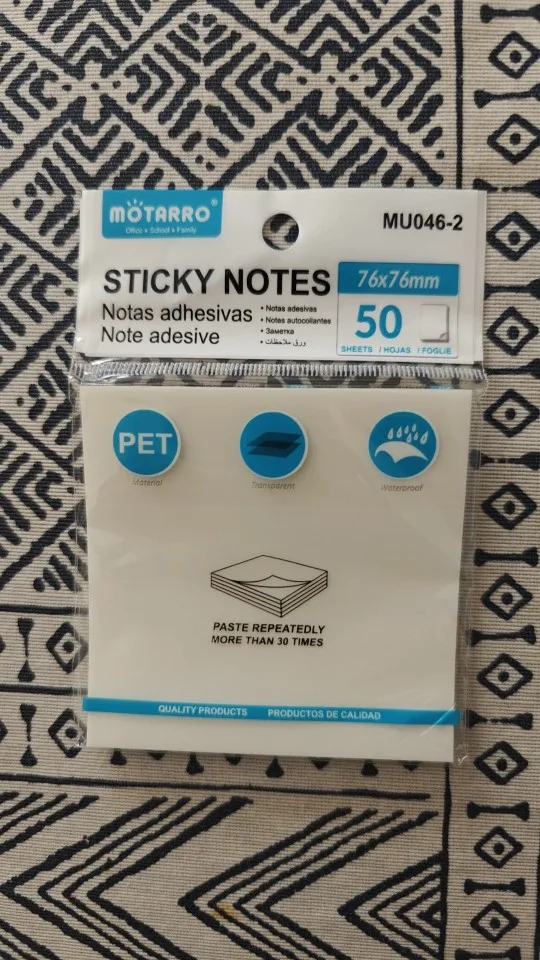 MOTARRO®
Office • School • Family
MU046-2
STICKY NOTES
Notas adhesivas
Note adesive
• Notas adesivas
• Notes autocollantes
• Заметка
• ورق ملاحظات
76x76mm
50
SHEETS / HOJAS / FOGLIE
PET
Material
Transparent
Waterproof
PASTE REPEATEDLY
MORE THAN 30 TIMES
QUALITY PRODUCTS PRODUCTOS DE CALIDAD